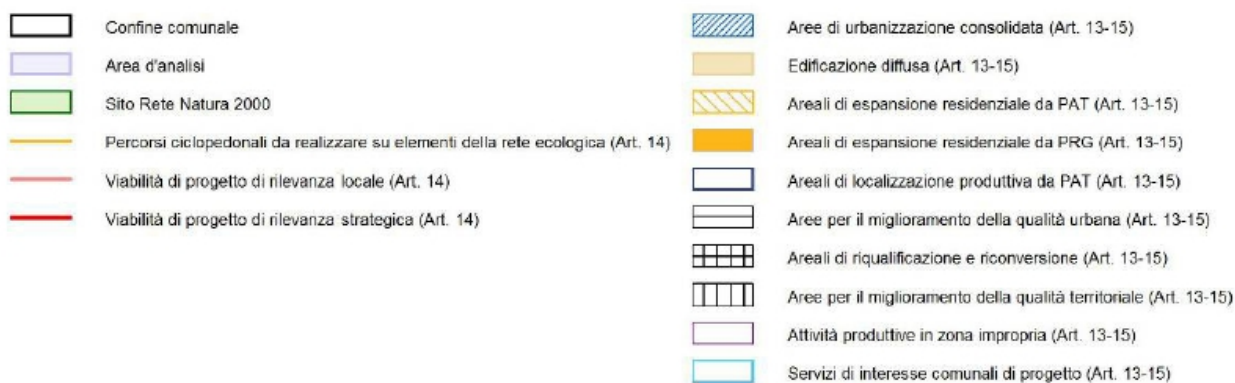 Confine comunale
Area d'analisi
Sito Rete Natura 2000
Percorsi ciclopedonali da realizzare su elementi della rete ecologica (Art. 14)
Viabilità di progetto di rilevanza locale (Art. 14)
Viabilità di progetto di rilevanza strategica (Art. 14)
Aree di urbanizzazione consolidata (Art. 13-15)
Edificazione diffusa (Art. 13-15)
Areali di espansione residenziale da PAT (Art. 13-15)
Areali di espansione residenziale da PRG (Art. 13-15)
Areali di localizzazione produttiva da PAT (Art. 13-15)
Aree per il miglioramento della qualità urbana (Art. 13-15)
Areali di riqualificazione e riconversione (Art. 13-15)
Aree per il miglioramento della qualità territoriale (Art. 13-15)
Attività produttive in zona impropria (Art. 13-15)
Servizi di interesse comunali di progetto (Art. 13-15)